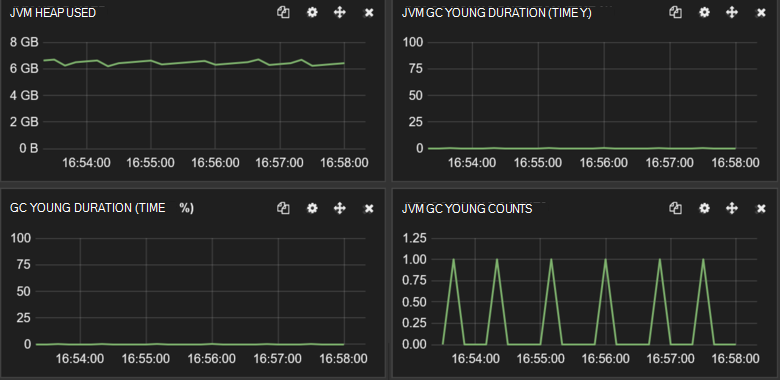 JVM HEAP USED
8 GB
6 GB
4 GB
2 GB
0 B
16:54:00 16:55:00 16:56:00 16:57:00 16:58:00
JVM GC YOUNG DURATION (TIME Y.)
100
75
50
25
0
16:54:00 16:55:00 16:56:00 16:57:00 16:58:00
GC YOUNG DURATION (TIME %)
100
75
50
25
0
16:54:00 16:55:00 16:56:00 16:57:00 16:58:00
JVM GC YOUNG COUNTS
1.25
1.00
0.75
0.50
0.25
0.00
16:54:00 16:55:00 16:56:00 16:57:00 16:58:00